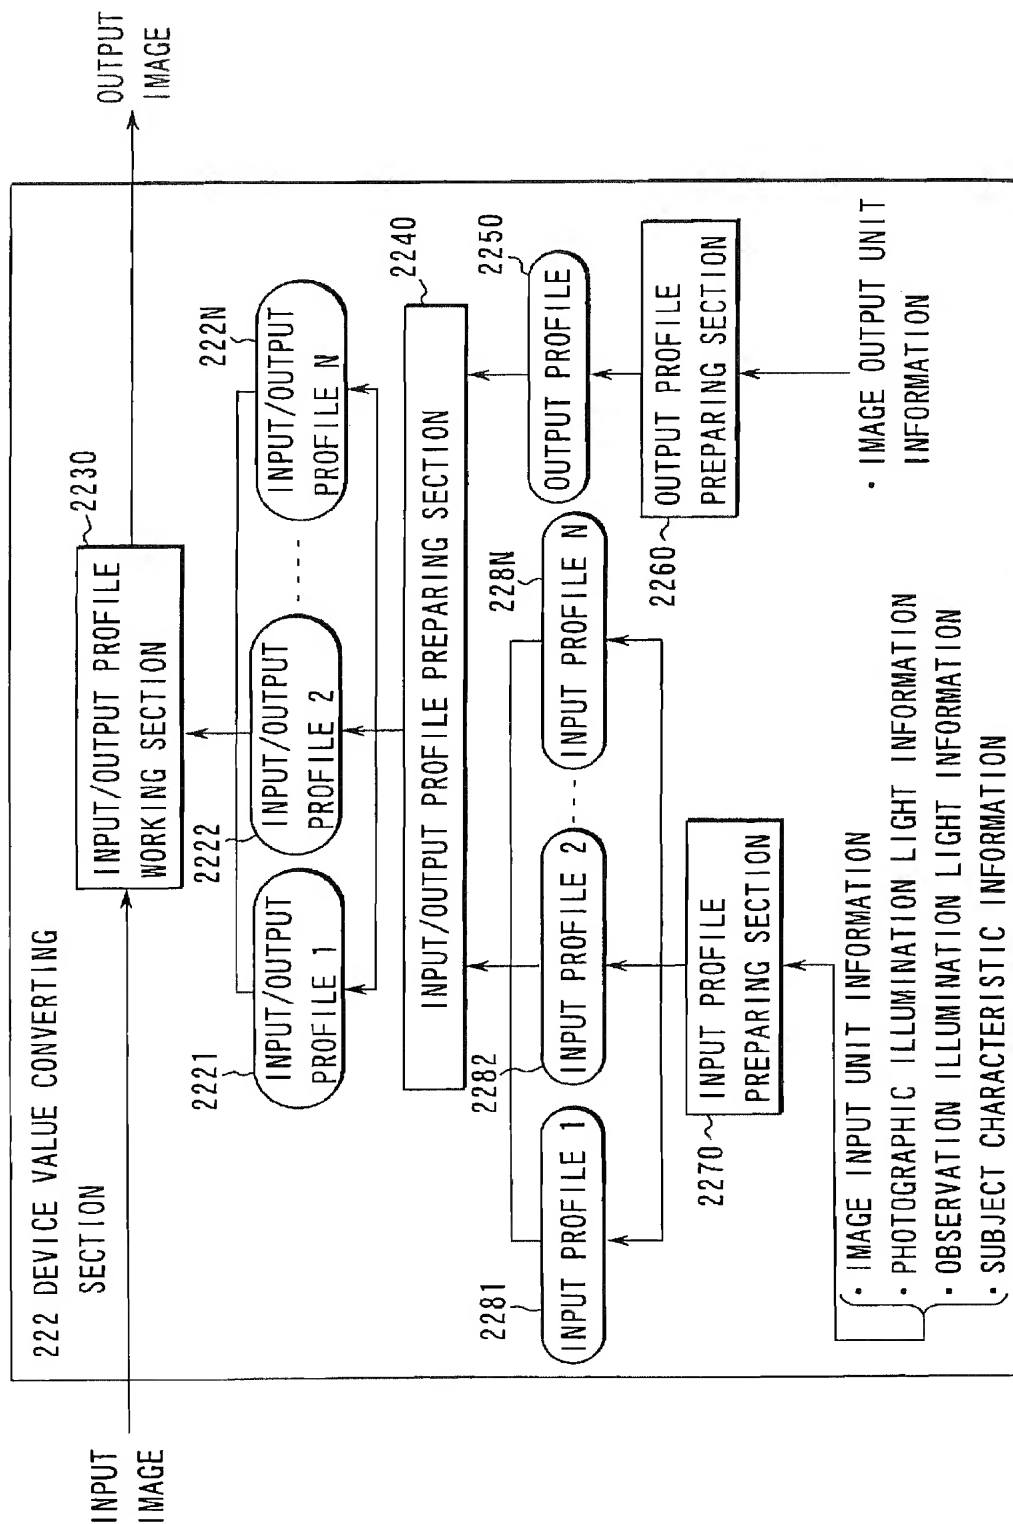 INPUT
IMAGE
222 DEVICE VALUE CONVERTING
SECTION
2230
INPUT/OUTPUT PROFILE
WORKING SECTION
OUTPUT
IMAGE
2221
INPUT/OUTPUT
PROFILE 1
2222
INPUT/OUTPUT
PROFILE 2
-----
222N
INPUT/OUTPUT
PROFILE N
2240
INPUT/OUTPUT PROFILE PREPARING SECTION
2281
INPUT PROFILE 1
2282
INPUT PROFILE 2
----
228N
INPUT PROFILE N
2250
OUTPUT PROFILE
2270
INPUT PROFILE
PREPARING SECTION
2260
OUTPUT PROFILE
PREPARING SECTION
· IMAGE INPUT UNIT INFORMATION
· PHOTOGRAPHIC ILLUMINATION LIGHT INFORMATION
· OBSERVATION ILLUMINATION LIGHT INFORMATION
· SUBJECT CHARACTERISTIC INFORMATION
· IMAGE OUTPUT UNIT
INFORMATION